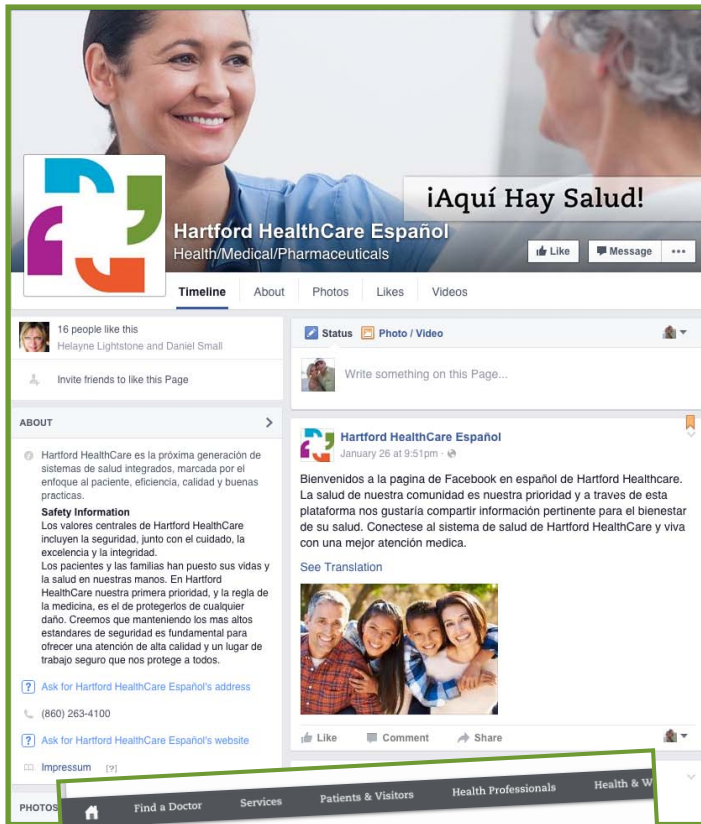 ¡Aquí Hay Salud!
Hartford HealthCare Español
Health/Medical/Pharmaceuticals
Like
Message
Timeline
About
Photos
Likes
Videos
16 people like this
Helayne Lightstone and Daniel Small
Invite friends to like this Page
ABOUT
Hartford HealthCare es la próxima generación de
sistemas de salud integrados, marcada por el
enfoque al paciente, eficiencia, calidad y buenas
practicas.
Safety Information
Los valores centrales de Hartford HealthCare
incluyen la seguridad, junto con el cuidado, la
excelencia y la integridad.
Los pacientes y las familias han puesto sus vidas y
la salud en nuestras manos. En Hartford
HealthCare nuestra primera prioridad, y la regla de
la medicina, es el de protegerlos de cualquier
daño. Creemos que manteniendo los mas altos
estandares de seguridad es fundamental para
ofrecer una atención de alta calidad y un lugar de
trabajo seguro que nos protege a todos.
? Ask for Hartford HealthCare Español's address
(860) 263-4100
? Ask for Hartford HealthCare Español's website
Impressum [?]
PHOTOS
Status
Photo / Video
Write something on this Page...
Hartford HealthCare Español
January 26 at 9:51pm ·
Bienvenidos a la pagina de Facebook en español de Hartford Healthcare.
La salud de nuestra comunidad es nuestra prioridad y a traves de esta
plataforma nos gustaría compartir información pertinente para el bienestar
de su salud. Conectese al sistema de salud de Hartford HealthCare y viva
con una mejor atención medica.
See Translation
Like
Comment
Share
Find a Doctor
Services
Patients & Visitors
Health Professionals
Health & W